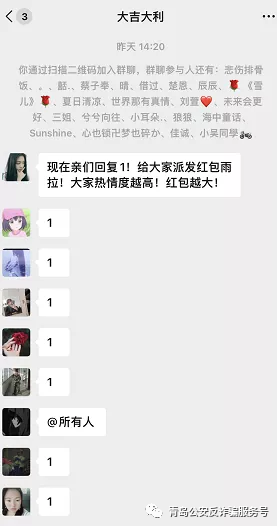 3
大吉大利
昨天 14:20
你通过扫描二维码加入群聊，群聊参与人还有：悲伤排骨
饭、。、懿.、蔡子奉、晴、借过、楚恩、辰辰、🌹《雪
儿》🌹、夏日清凉、世界那有真情、刘萱❤️、未来会更
好、三姐、兮兮向往、小耳朵.、狼狼、海中童话、
Sunshine、心也锁卍梦也碎か、佳诚、小吴同學🏍
现在亲们回复1！给大家派发红包雨
拉！大家热情度越高！红包越大！
1
1
1
1
1
@所有人
1
1
青岛公安反诈骗服务号